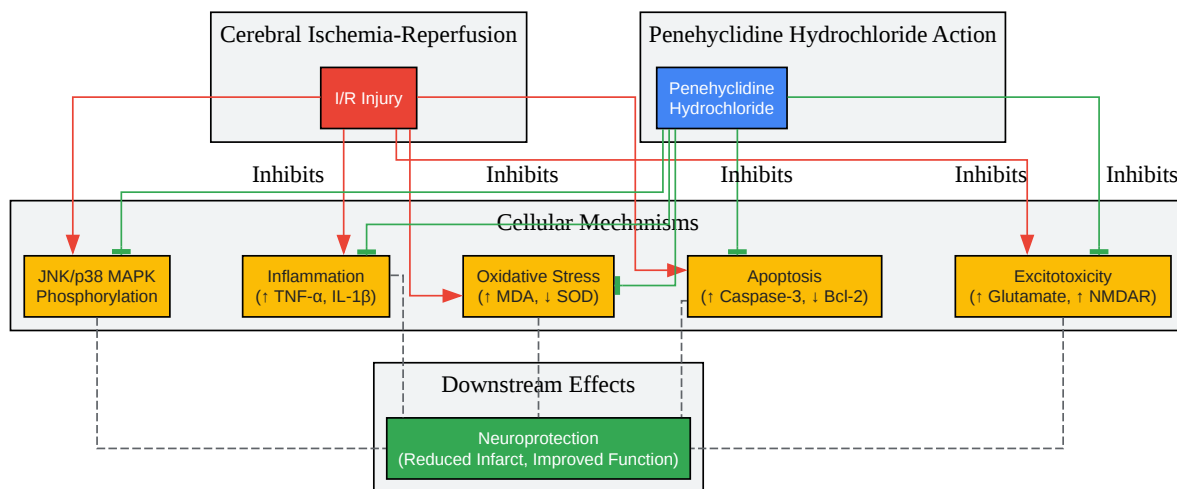 Cerebral Ischemia-Reperfusion
Penehyclidine Hydrochloride Action
I/R Injury
Penehyclidine
Hydrochloride
Inhibits
Inhibits
Inhibits
Inhibits
Inhibits
Cellular Mechanisms
JNK/p38 MAPK
Phosphorylation
Inflammation
(↑ TNF-α, IL-1β)
Oxidative Stress
(↑ MDA, ↓ SOD)
Apoptosis
(↑ Caspase-3, ↓ Bcl-2)
Excitotoxicity
(↑ Glutamate, ↑ NMDAR)
Downstream Effects
Neuroprotection
(Reduced Infarct, Improved Function)